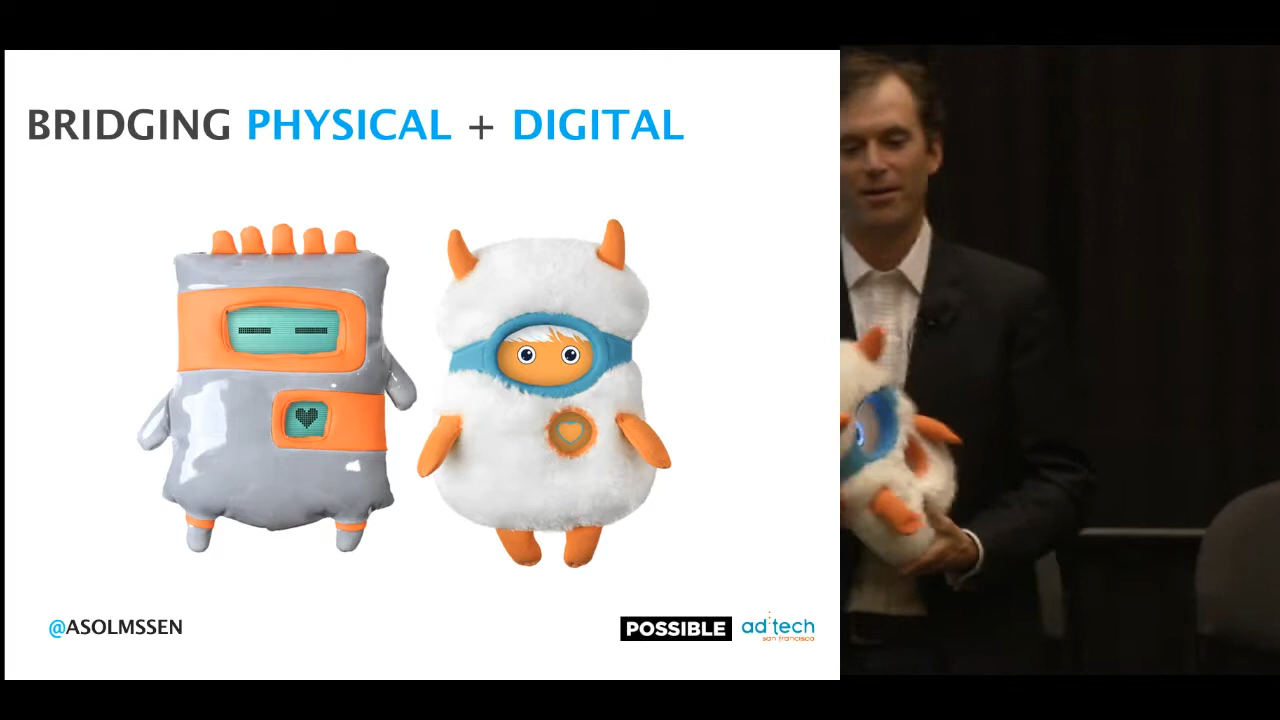 BRIDGING PHYSICAL + DIGITAL
@ASOLMSSEN
POSSIBLE
ad:tech
san francisco